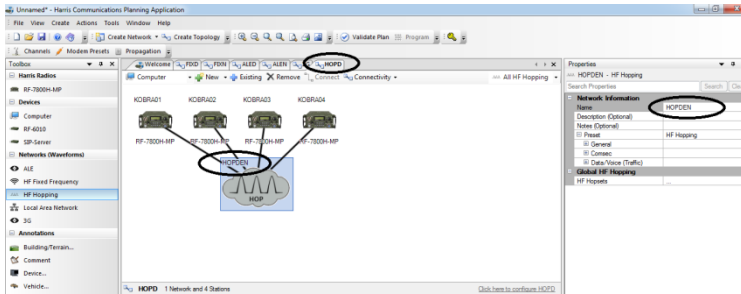 Unnamed* - Harris Communications Planning Application
File View Create Actions Tools Window Help
Create Network Create Topology Validate Plan Program
Channels Modem Presets Propagation
Toolbox
Harris Radios
RF-7800H-MP
Devices
Computer
RF-6010
SIP-Server
Networks (Waveforms)
ALE
HF Fixed Frequency
HF Hopping
Local Area Network
3G
Annotations
Building/Terrain...
Comment
Device...
Vehicle...
Welcome FIXD FIXN ALED ALEN HOPD
Computer New Existing Remove Connect Connectivity All HF Hopping
KOBRA01 KOBRA02 KOBRA03 KOBRA04
RF-7800H-MP RF-7800H-MP RF-7800H-MP RF-7800H-MP
HOPDEN
HOP
HOPD 1 Network and 4 Stations Click here to configure HOPD
Properties
HOPDEN - HF Hopping
Search Properties Search
Network Information
Name HOPDEN
Description (Optional)
Notes (Optional)
Preset HF Hopping
General
Comsec
Data/Voice (Traffic)
Global HF Hopping
HF Hopsets ...